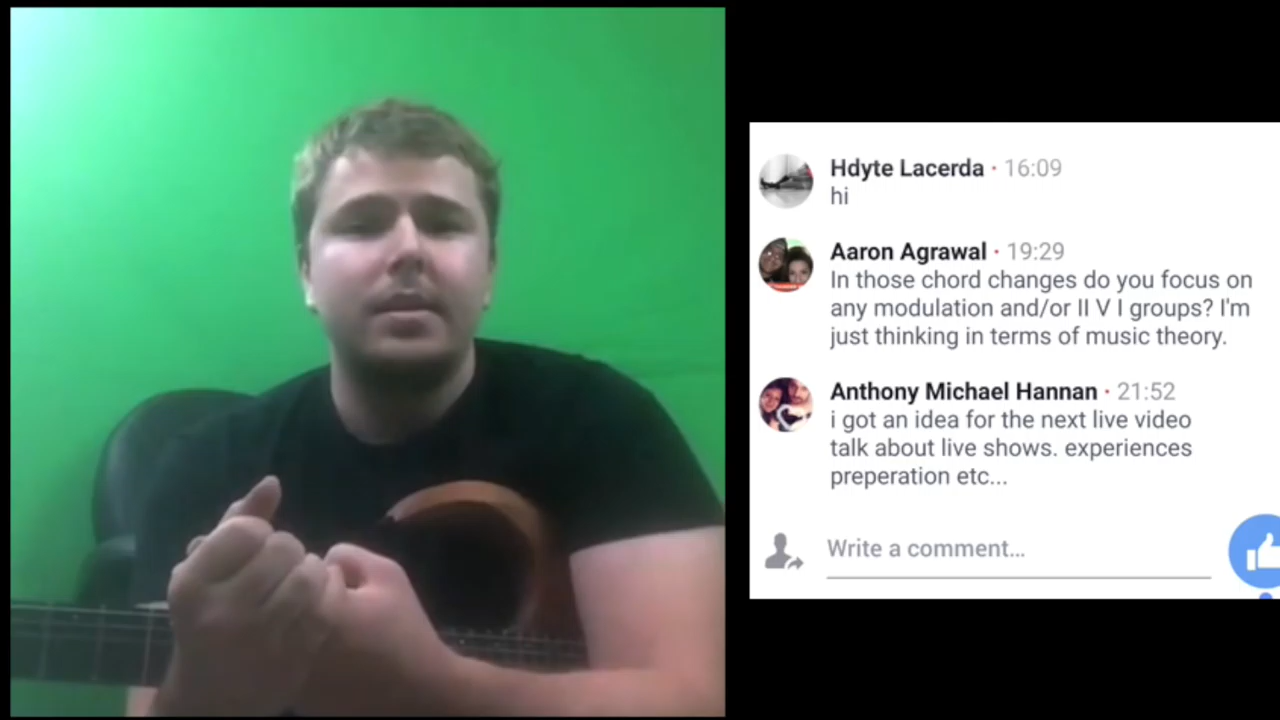 Hdyte Lacerda · 16:09
hi
Aaron Agrawal · 19:29
In those chord changes do you focus on
any modulation and/or II V I groups? I'm
just thinking in terms of music theory.
Anthony Michael Hannan · 21:52
i got an idea for the next live video
talk about live shows. experiences
preperation etc...
Write a comment...